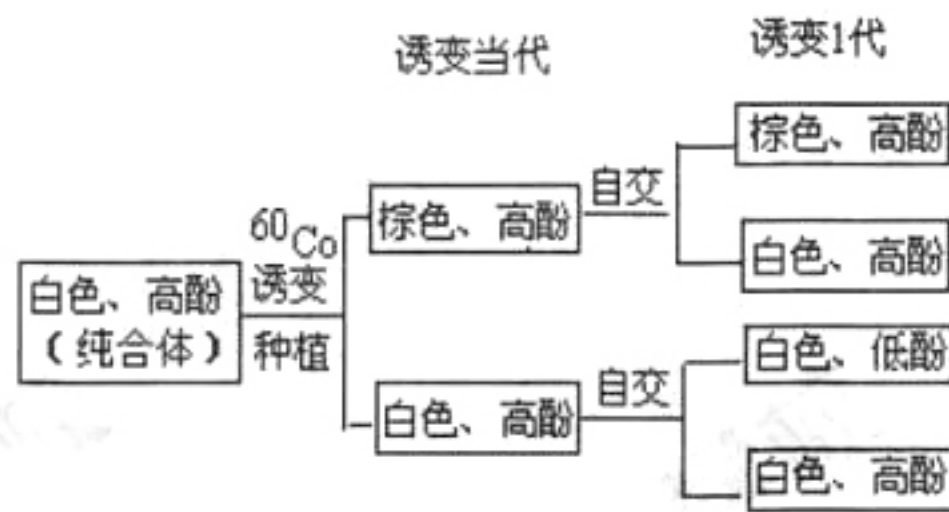 诱变当代
诱变1代
棕色、高酚
白色、高酚
(纯合体)
60Co
诱变
种植
棕色、高酚
自交
白色、高酚
白色、高酚
自交
白色、低酚
白色、高酚